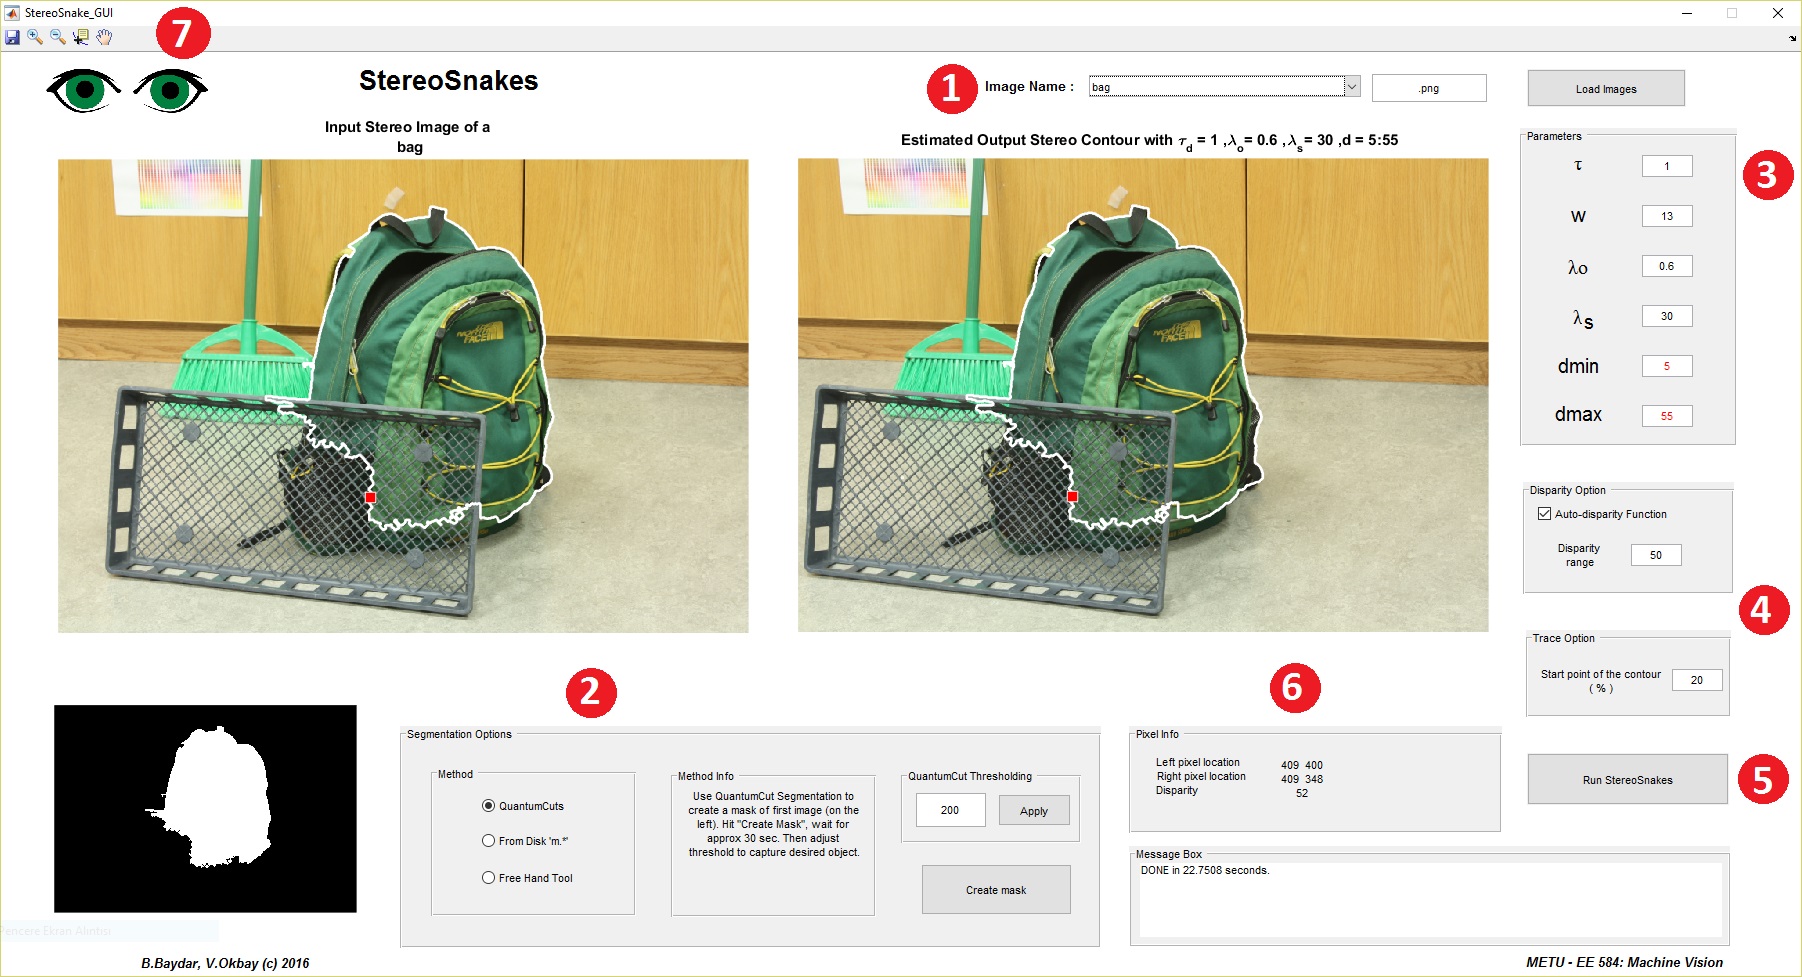 StereoSnake_GUI
7
StereoSnakes
1
Image Name :
bag
.png
Load Images
Input Stereo Image of a
bag
Estimated Output Stereo Contour with τd = 1 ,λo= 0.6 ,λs= 30 ,d = 5:55
Parameters
τ
1
3
w
13
λo
0.6
λs
30
dmin
5
dmax
55
Disparity Option
Auto-disparity Function
Disparity
range
50
4
Trace Option
Start point of the contour
( % )
20
2
6
Segmentation Options
Method
QuantumCuts
From Disk 'm.*'
Free Hand Tool
Method Info
Use QuantumCut Segmentation to
create a mask of first image (on the
left). Hit "Create Mask", wait for
approx 30 sec. Then adjust
threshold to capture desired object.
QuantumCut Thresholding
200
Apply
Create mask
Pixel Info
Left pixel location 409 400
Right pixel location 409 348
Disparity 52
Run StereoSnakes
5
Message Box
DONE in 22.7508 seconds.
Pencere Ekran Alıntısı
B.Baydar, V.Okbay (c) 2016
METU - EE 584: Machine Vision